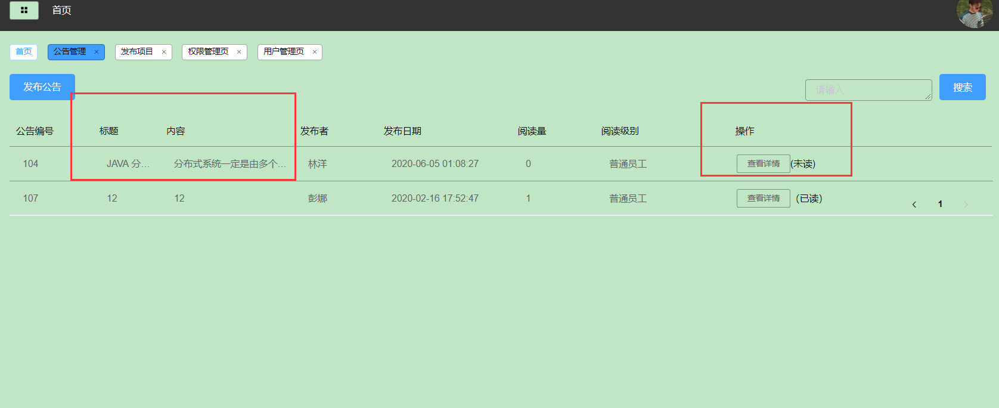 首页
首页 公告管理 × 发布项目 × 权限管理页 × 用户管理页 ×
发布公告 请输入 搜索
公告编号 标题 内容 发布者 发布日期 阅读量 阅读级别 操作
104 JAVA 分... 分布式系统一定是由多个... 林洋 2020-06-05 01:08:27 0 普通员工 查看详情 (未读)
107 12 12 彭娜 2020-02-16 17:52:47 1 普通员工 查看详情 (已读)
< 1 >